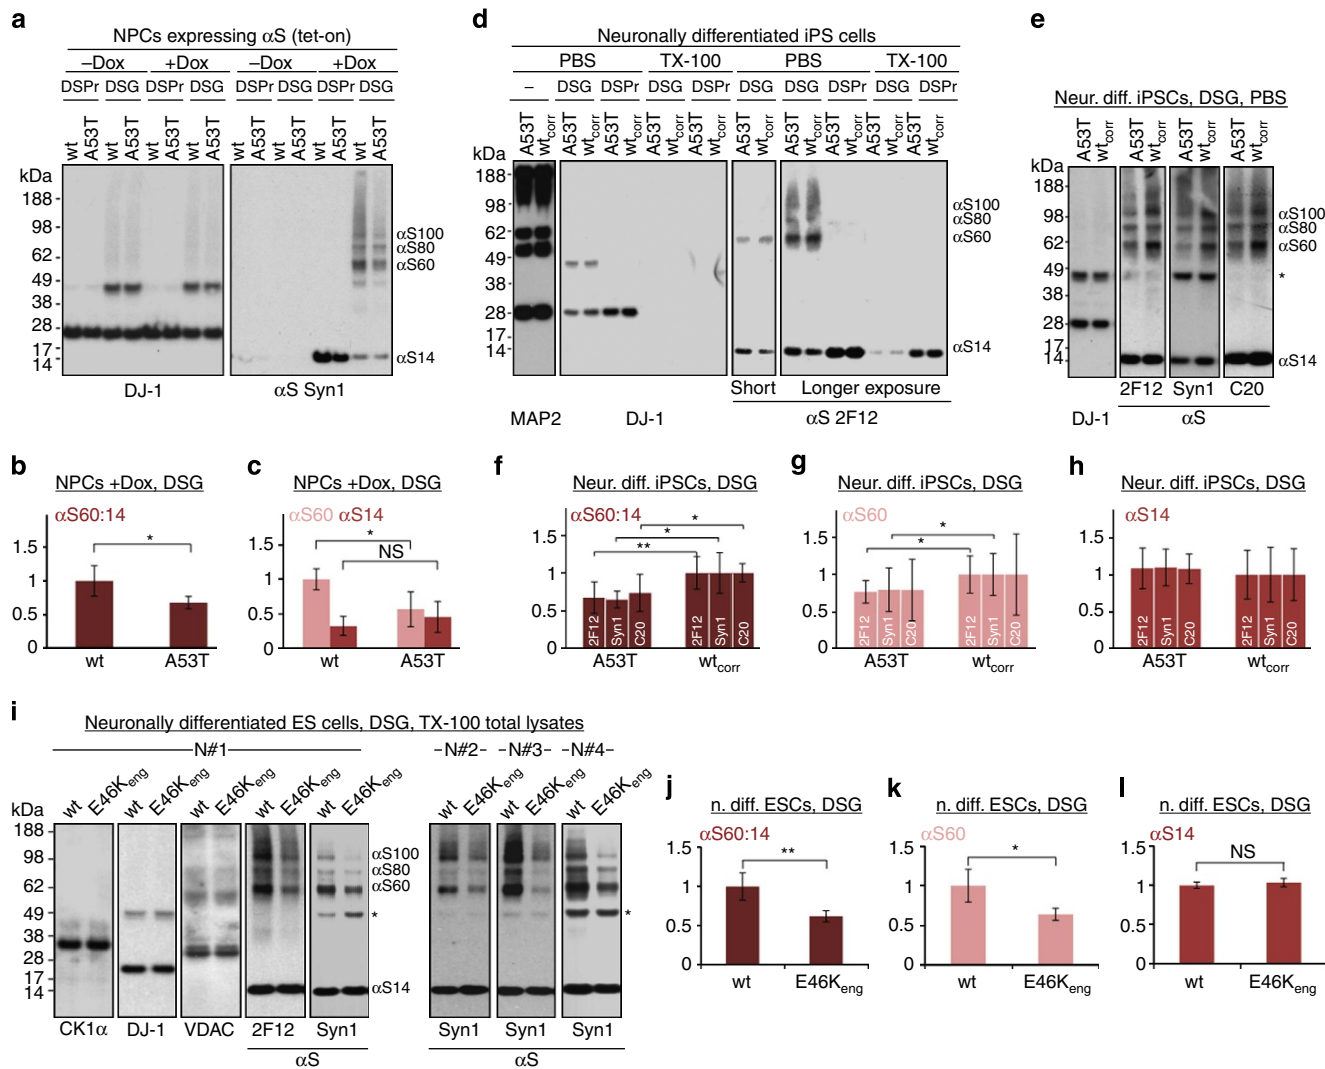 a
NPCs expressing αS (tet-on)
–Dox +Dox –Dox +Dox
DSPr DSG DSPr DSG DSPr DSG DSPr DSG
wt A53T wt A53T wt A53T wt A53T wt A53T wt A53T wt A53T wt A53T
kDa
188
98
62
49
38
28
17
14
αS100
αS80
αS60
αS14
DJ-1 αS Syn1
d
Neuronally differentiated iPS cells
PBS TX-100 PBS TX-100
– DSG DSPr DSG DSPr DSG DSG DSPr DSG DSPr
A53T wtcorr A53T wtcorr A53T wtcorr A53T wtcorr A53T wtcorr A53T wtcorr A53T wtcorr A53T wtcorr A53T wtcorr A53T wtcorr
kDa
188
98
62
49
38
28
17
14
αS100
αS80
αS60
αS14
Short Longer exposure
MAP2 DJ-1 αS 2F12
e
Neur. diff. iPSCs, DSG, PBS
A53T wtcorr A53T wtcorr A53T wtcorr A53T wtcorr
kDa
188
98
62
49
38
28
17
14
αS100
αS80
αS60
*
αS14
2F12 Syn1 C20
DJ-1 αS
b
NPCs +Dox, DSG
αS60:14
*
1.5
1
0.5
0
wt A53T
c
NPCs +Dox, DSG
αS60 αS14
*
NS
1.5
1
0.5
0
wt A53T
f
Neur. diff. iPSCs, DSG
αS60:14
*
*
**
1.5
1
0.5
0
2F12 Syn1 C20 2F12 Syn1 C20
A53T wtcorr
g
Neur. diff. iPSCs, DSG
αS60
*
*
1.5
1
0.5
0
2F12 Syn1 C20 2F12 Syn1 C20
A53T wtcorr
h
Neur. diff. iPSCs, DSG
αS14
1.5
1
0.5
0
2F12 Syn1 C20 2F12 Syn1 C20
A53T wtcorr
i
Neuronally differentiated ES cells, DSG, TX-100 total lysates
N#1 N#2 N#3 N#4
wt E46Keng wt E46Keng wt E46Keng wt E46Keng wt E46Keng wt E46Keng wt E46Keng wt E46Keng
kDa
188
98
62
49
38
28
17
14
αS100
αS80
αS60
*
αS14
*
CK1α DJ-1 VDAC 2F12 Syn1 Syn1 Syn1 Syn1
αS αS
j
n. diff. ESCs, DSG
αS60:14
**
1.5
1
0.5
0
wt E46Keng
k
n. diff. ESCs, DSG
αS60
*
1.5
1
0.5
0
wt E46Keng
l
n. diff. ESCs, DSG
αS14
NS
1.5
1
0.5
0
wt E46Keng